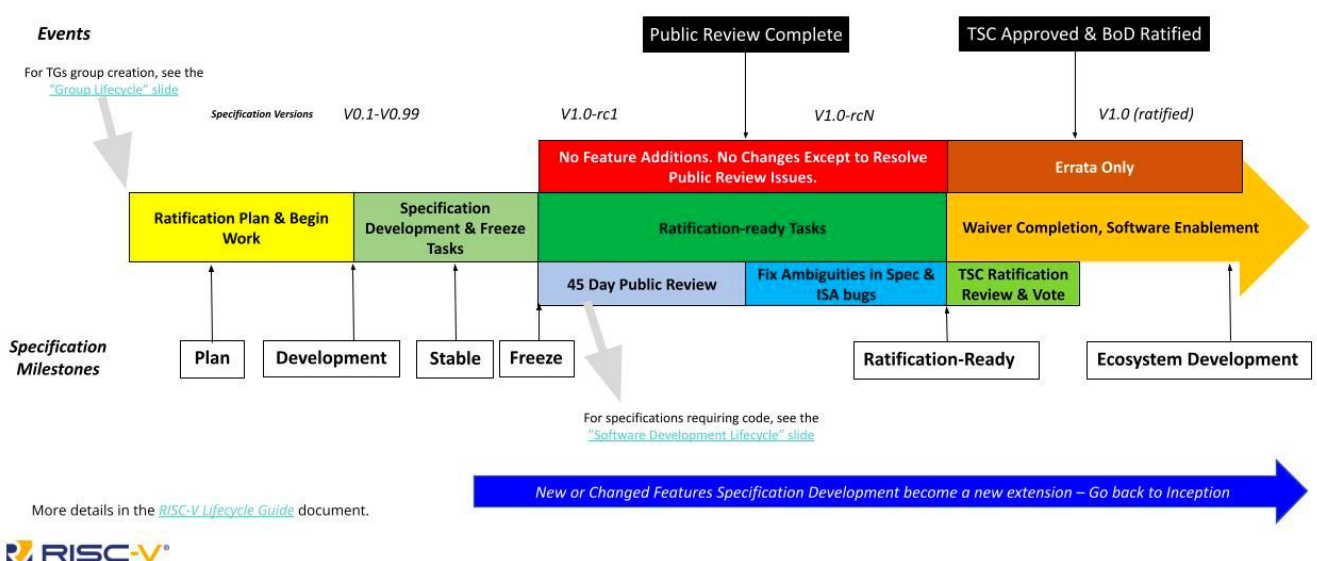 Events
Public Review Complete
TSC Approved & BoD Ratified
For TGs group creation, see the
"Group Lifecycle" slide
Specification Versions
V0.1-V0.99
V1.0-rc1
V1.0-rcN
V1.0 (ratified)
No Feature Additions. No Changes Except to Resolve
Public Review Issues.
Errata Only
Ratification Plan & Begin
Work
Specification
Development & Freeze
Tasks
Ratification-ready Tasks
Waiver Completion, Software Enablement
45 Day Public Review
Fix Ambiguities in Spec &
ISA bugs
TSC Ratification
Review & Vote
Specification
Milestones
Plan
Development
Stable
Freeze
Ratification-Ready
Ecosystem Development
For specifications requiring code, see the
"Software Development Lifecycle" slide
New or Changed Features Specification Development become a new extension – Go back to Inception
More details in the RISC-V Lifecycle Guide document.
RISC-V®